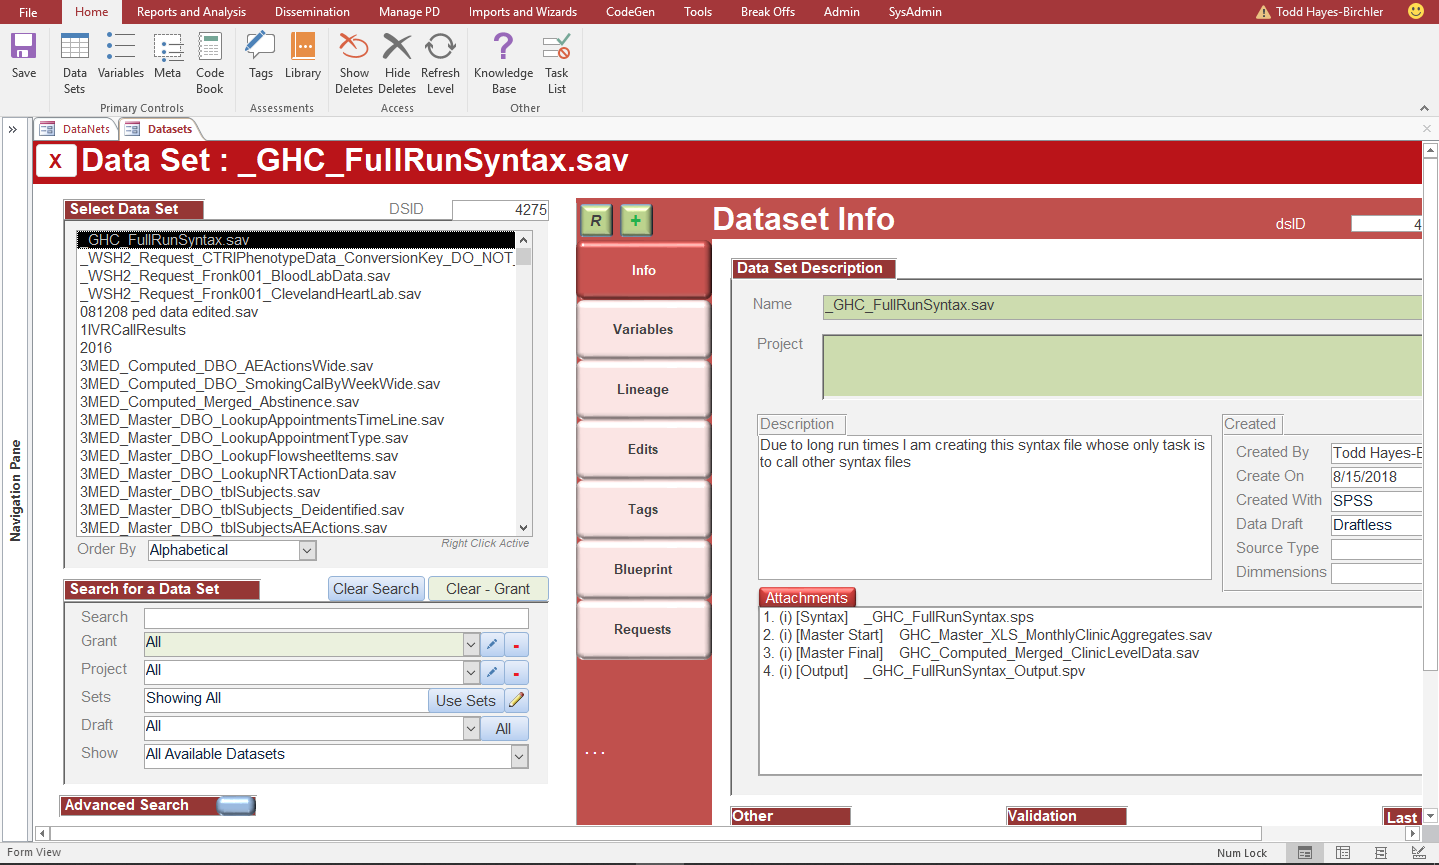 File Home Reports and Analysis Dissemination Manage PD Imports and Wizards CodeGen Tools Break Offs Admin SysAdmin Todd Hayes-Birchler
Save Data Sets Variables Meta Code Book Tags Library Show Deletes Hide Deletes Refresh Level Knowledge Base Task List
Primary Controls Assessments Access Other
DataNets Datasets
X Data Set : _GHC_FullRunSyntax.sav
Navigation Pane
Select Data Set DSID 4275
_GHC_FullRunSyntax.sav
_WSH2_Request_CTRIPhenotypeData_ConversionKey_DO_NOT_
_WSH2_Request_Fronk001_BloodLabData.sav
_WSH2_Request_Fronk001_ClevelandHeartLab.sav
081208 ped data edited.sav
1IVRCallResults
2016
3MED_Computed_DBO_AEActionsWide.sav
3MED_Computed_DBO_SmokingCalByWeekWide.sav
3MED_Computed_Merged_Abstinence.sav
3MED_Master_DBO_LookupAppointmentsTimeLine.sav
3MED_Master_DBO_LookupAppointmentType.sav
3MED_Master_DBO_LookupFlowsheetItems.sav
3MED_Master_DBO_LookupNRTActionData.sav
3MED_Master_DBO_tblSubjects.sav
3MED_Master_DBO_tblSubjects_Deidentified.sav
3MED_Master_DBO_tblSubjectsAEActions.sav
Order By Alphabetical Right Click Active
Search for a Data Set Clear Search Clear - Grant
Search
Grant All -
Project All -
Sets Showing All Use Sets
Draft All All
Show All Available Datasets
Advanced Search
R + Dataset Info dsID 4
Info
Variables
Lineage
Edits
Tags
Blueprint
Requests
...
Data Set Description
Name _GHC_FullRunSyntax.sav
Project
Description
Due to long run times I am creating this syntax file whose only task is
to call other syntax files
Created
Created By Todd Hayes-B
Create On 8/15/2018
Created With SPSS
Data Draft Draftless
Source Type
Dimmensions
Attachments
1. (i) [Syntax] _GHC_FullRunSyntax.sps
2. (i) [Master Start] GHC_Master_XLS_MonthlyClinicAggregates.sav
3. (i) [Master Final] GHC_Computed_Merged_ClinicLevelData.sav
4. (i) [Output] _GHC_FullRunSyntax_Output.spv
Other Validation Last
Form View Num Lock